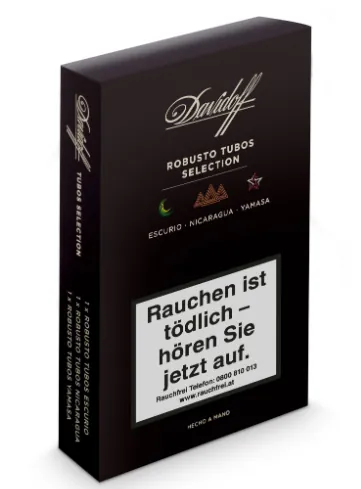 Davidoff
ROBUSTO TUBOS
SELECTION
ESCURIO · NICARAGUA · YAMASA
Rauchen ist
tödlich –
hören Sie
jetzt auf.
Rauchfrei Telefon: 0800 810 013
www.rauchfrei.at
HECHO A MANO
Davidoff
TUBOS SELECTION
1 x ROBUSTO TUBOS ESCURIO
1 x ROBUSTO TUBOS NICARAGUA
1 x ROBUSTO TUBOS YAMASA